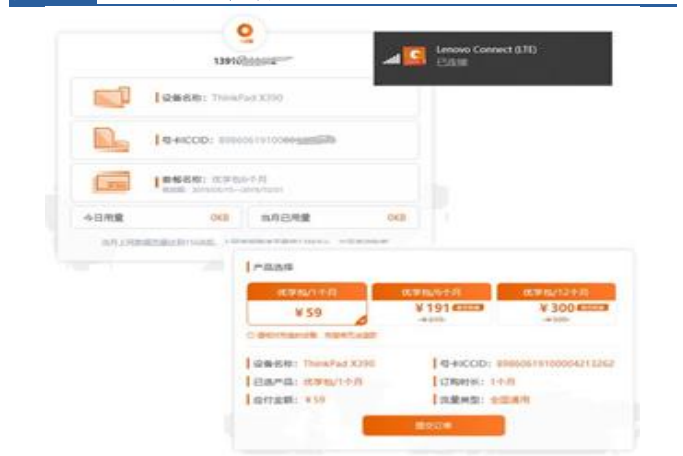 Lenovo Connect (LTE)
已连接
设备名称：ThinkPad X390
号卡ICCID：
套餐名称：优享包/6个月
今日用量 0KB 当月已用量 0KB
产品选择
优享包/1个月 优享包/6个月 优享包/12个月
¥59 ¥191 ¥300
设备名称：ThinkPad X390 号卡ICCID：89860619100004213262
已选产品：优享包/1个月 订购时长：1个月
应付金额：¥59 流量类型：全国通用
提交订单